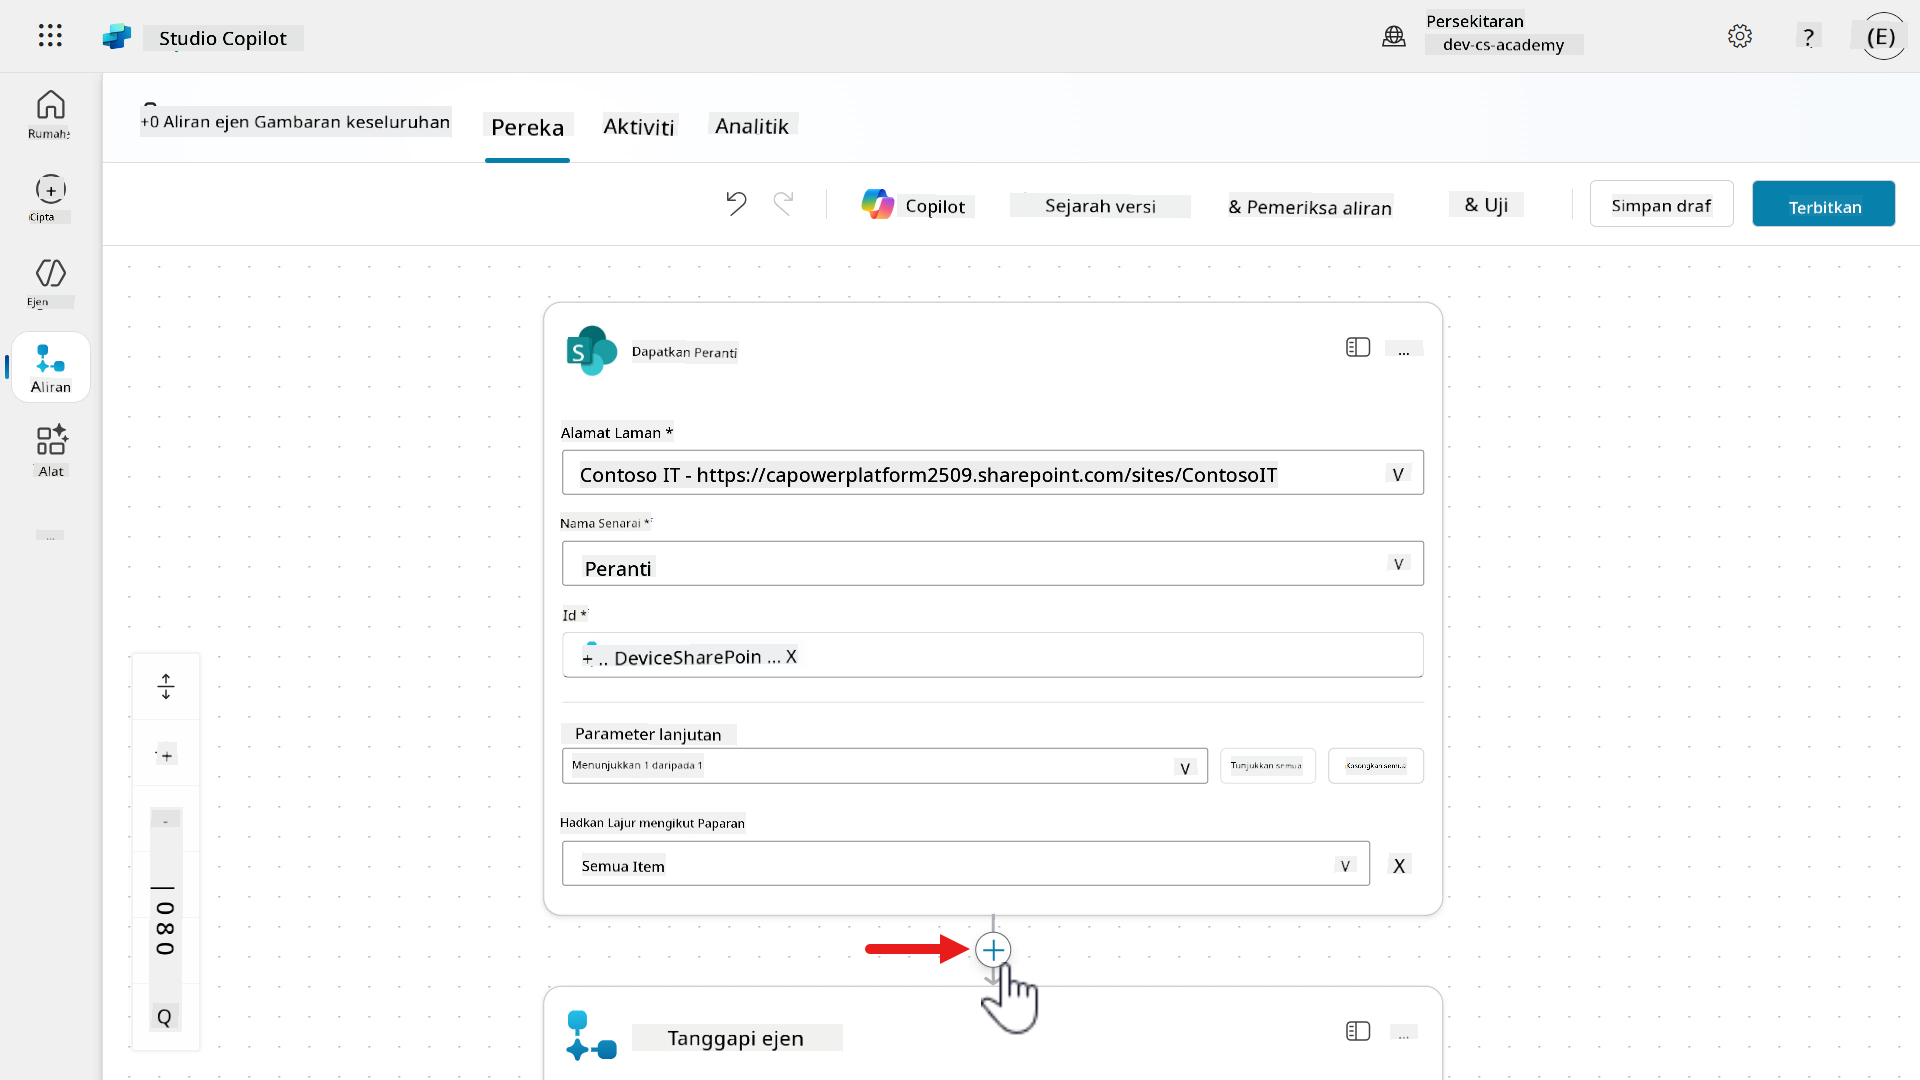 Studio Copilot
Persekitaran
dev-cs-academy
?
(E)
Rumah
Cipta
Ejen
Aliran
Alat
...
+0 Aliran ejen Gambaran keseluruhan
Pereka
Aktiviti
Analitik
Copilot
Sejarah versi
& Pemeriksa aliran
& Uji
Simpan draf
Terbitkan
S
Dapatkan Peranti
...
Alamat Laman *
Contoso IT - https://capowerplatform2509.sharepoint.com/sites/ContosoIT
V
Nama Senarai *
Peranti
V
Id *
+ .. DeviceSharePoin ... X
Parameter lanjutan
Menunjukkan 1 daripada 1
V
Tunjukkan semua
Kosongkan semua
Hadkan Lajur mengikut Paparan
Semua Item
V
X
+
-
| 080
Q
Tanggapi ejen
...